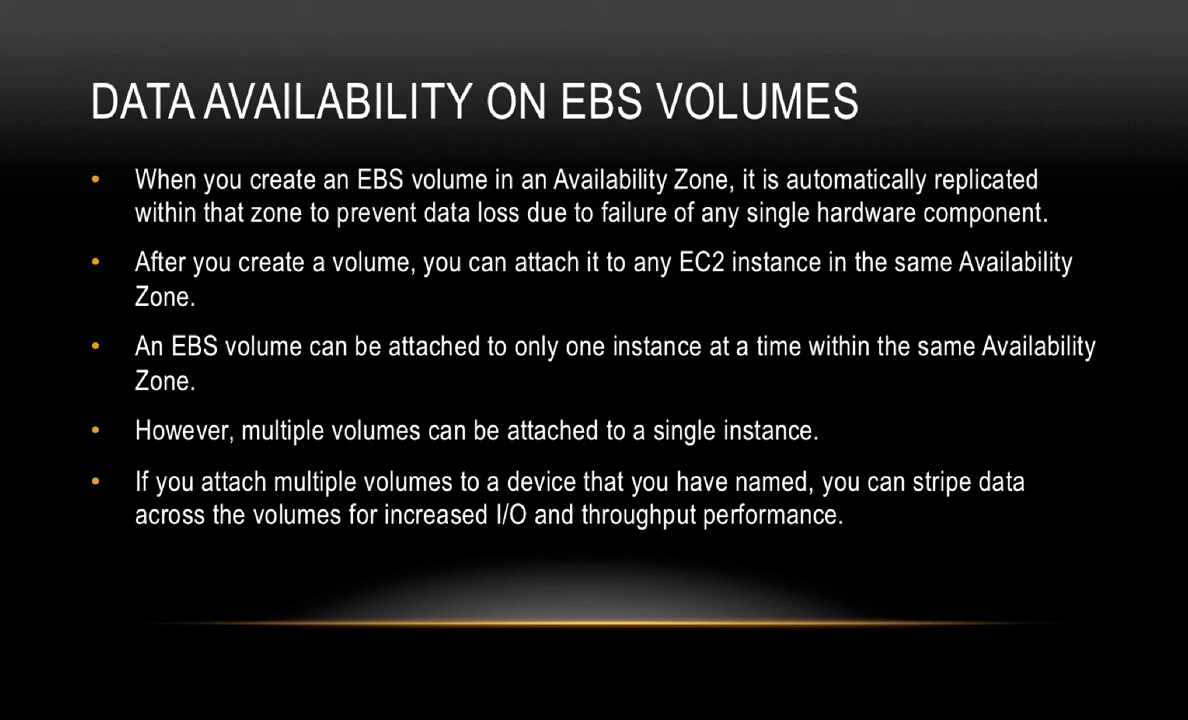 DATA AVAILABILITY ON EBS VOLUMES
• When you create an EBS volume in an Availability Zone, it is automatically replicated
within that zone to prevent data loss due to failure of any single hardware component.
• After you create a volume, you can attach it to any EC2 instance in the same Availability
Zone.
• An EBS volume can be attached to only one instance at a time within the same Availability
Zone.
• However, multiple volumes can be attached to a single instance.
• If you attach multiple volumes to a device that you have named, you can stripe data
across the volumes for increased I/O and throughput performance.